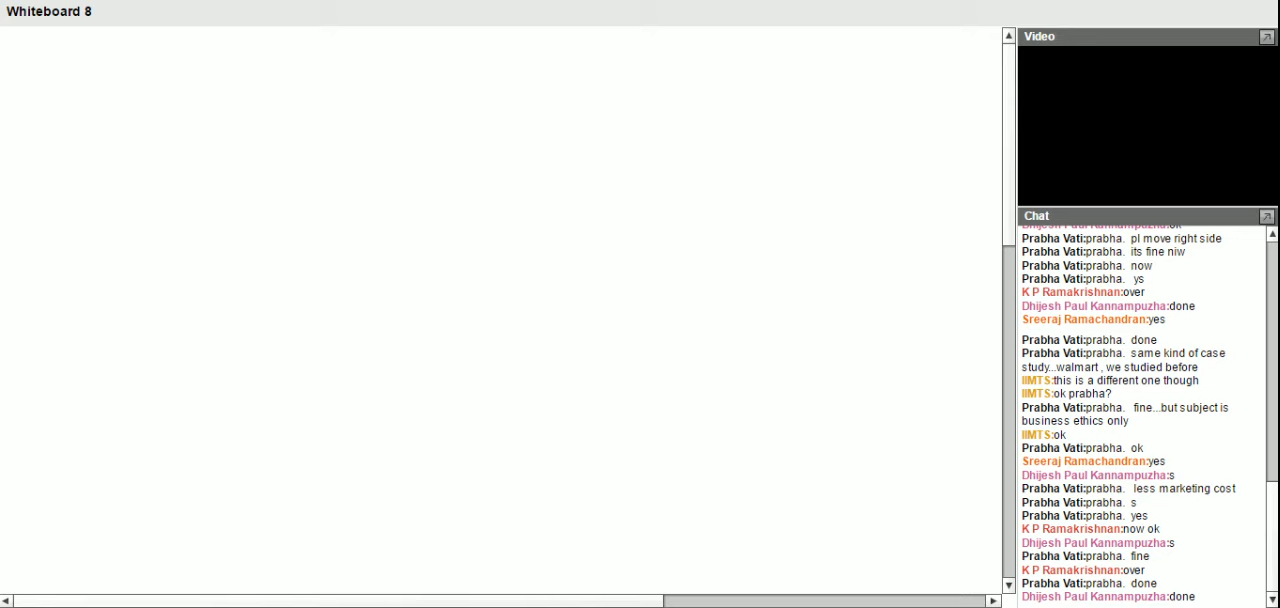 Whiteboard 8
Video
Chat
Dhijesh Paul Kannampuzha:ok
Prabha Vati:prabha. pl move right side
Prabha Vati:prabha. its fine niw
Prabha Vati:prabha. now
Prabha Vati:prabha. ys
K P Ramakrishnan:over
Dhijesh Paul Kannampuzha:done
Sreeraj Ramachandran:yes
Prabha Vati:prabha. done
Prabha Vati:prabha. same kind of case
study...walmart , we studied before
IIMTS:this is a different one though
IIMTS:ok prabha?
Prabha Vati:prabha. fine...but subject is
business ethics only
IIMTS:ok
Prabha Vati:prabha. ok
Sreeraj Ramachandran:yes
Dhijesh Paul Kannampuzha:s
Prabha Vati:prabha. less marketing cost
Prabha Vati:prabha. s
Prabha Vati:prabha. yes
K P Ramakrishnan:now ok
Dhijesh Paul Kannampuzha:s
Prabha Vati:prabha. fine
K P Ramakrishnan:over
Prabha Vati:prabha. done
Dhijesh Paul Kannampuzha:done